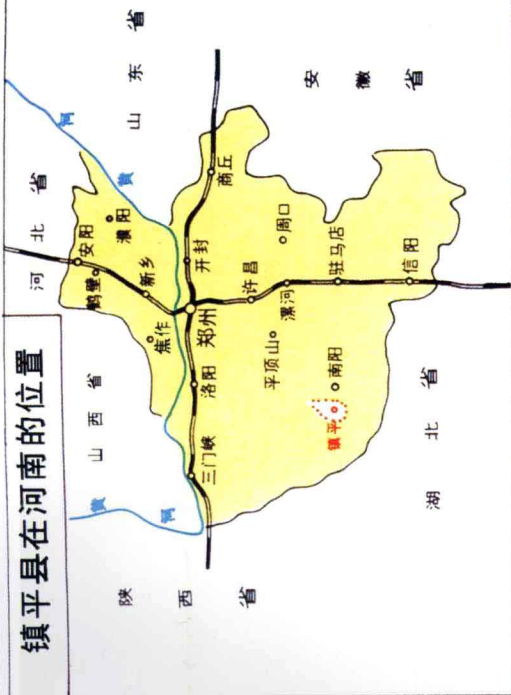 镇平县在河南的位置
河北省
山东省
山西省
陕西省
安徽省
湖北省
黄河
黄河
安阳
鹤壁
濮阳
新乡
焦作
三门峡
洛阳
郑州
开封
商丘
许昌
平顶山
漯河
周口
驻马店
南阳
镇平
信阳